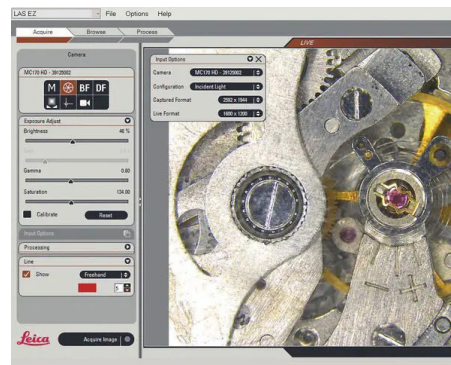 LAS EZ File Options Help
Acquire Browse Process
LIVE
Camera
MC170 HD - 39125002
M BF DF
Exposure Adjust
Brightness 46 %
Gamma 0.60
Saturation 134.00
Calibrate Reset
Input Options
Processing
Line
Show Freehand
5
Leica Acquire Image
Input Options
Camera MC170 HD - 39125002
Configuration Incident Light
Captured Format 2592 x 1944
Live Format 1600 x 1200